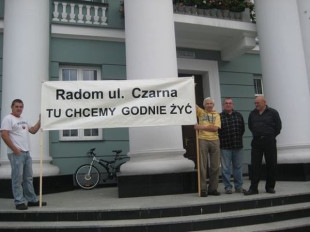 Radom ul. Czarna
TU CHCEMY GODNIE ŻYĆ